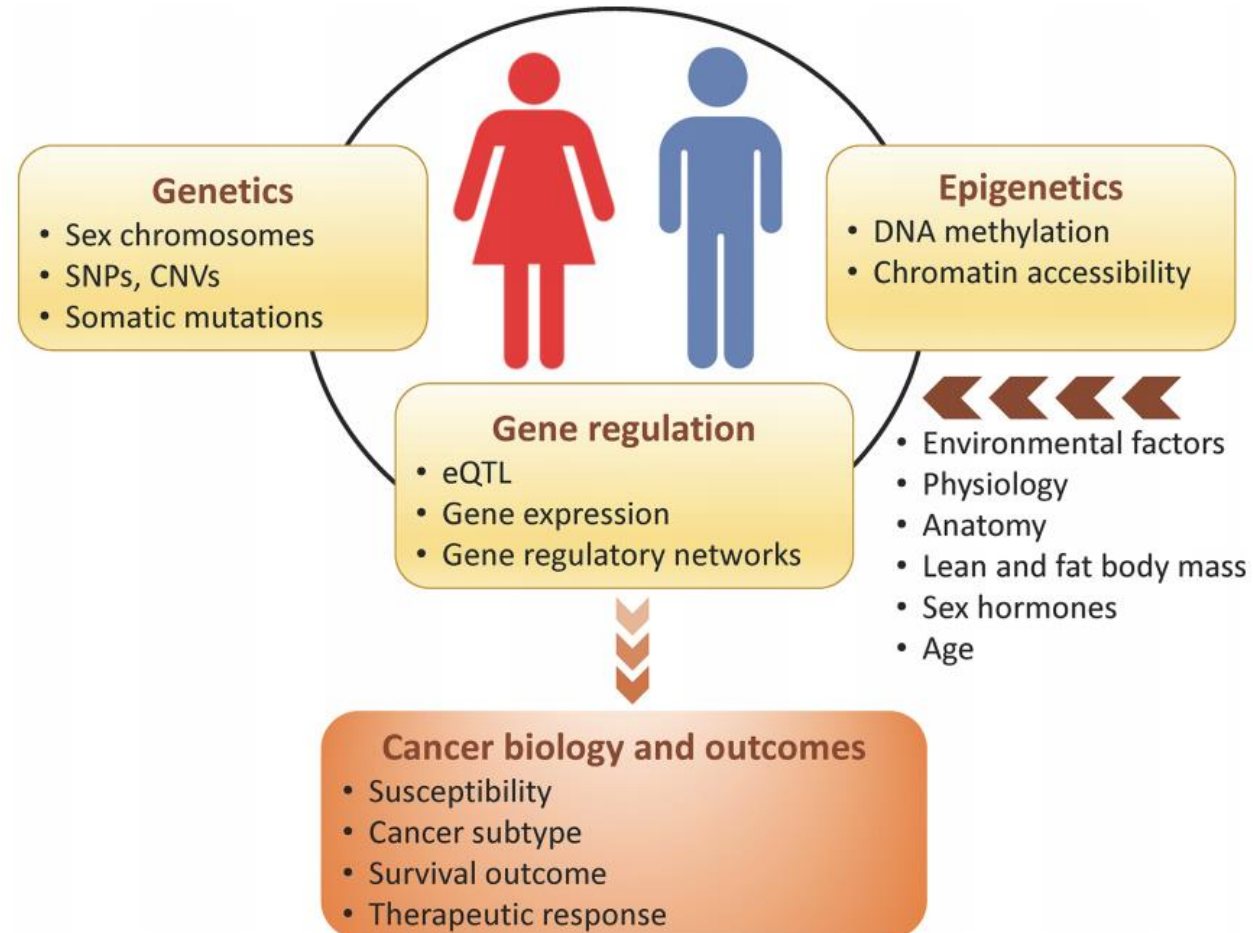 Genetics
• Sex chromosomes
• SNPs, CNVs
• Somatic mutations
Epigenetics
• DNA methylation
• Chromatin accessibility
Gene regulation
• eQTL
• Gene expression
• Gene regulatory networks
• Environmental factors
• Physiology
• Anatomy
• Lean and fat body mass
• Sex hormones
• Age
Cancer biology and outcomes
• Susceptibility
• Cancer subtype
• Survival outcome
• Therapeutic response